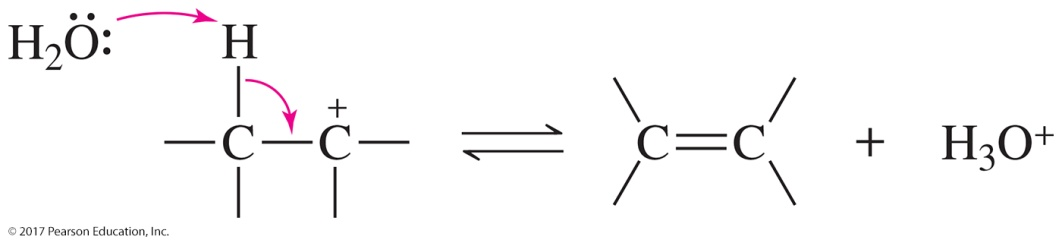 H₂Ö: H
C — C⁺ ⇌ C = C + H₃O⁺
© 2017 Pearson Education, Inc.